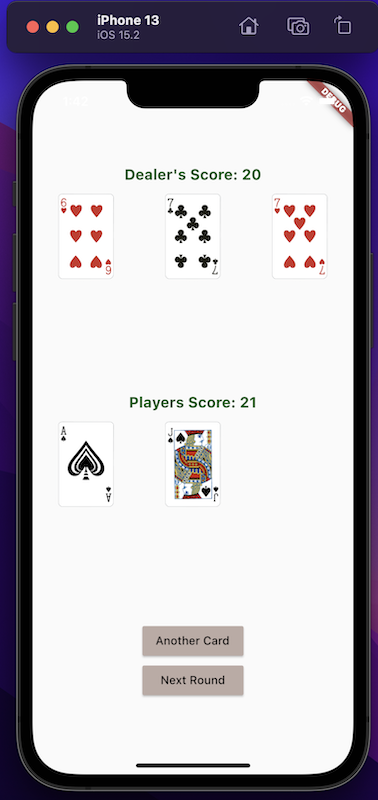 iPhone 13
iOS 15.2
1:42
DEBUG
Dealer's Score: 20
6
7
7
6
7
7
Players Score: 21
A
J
A
J
Another Card
Next Round